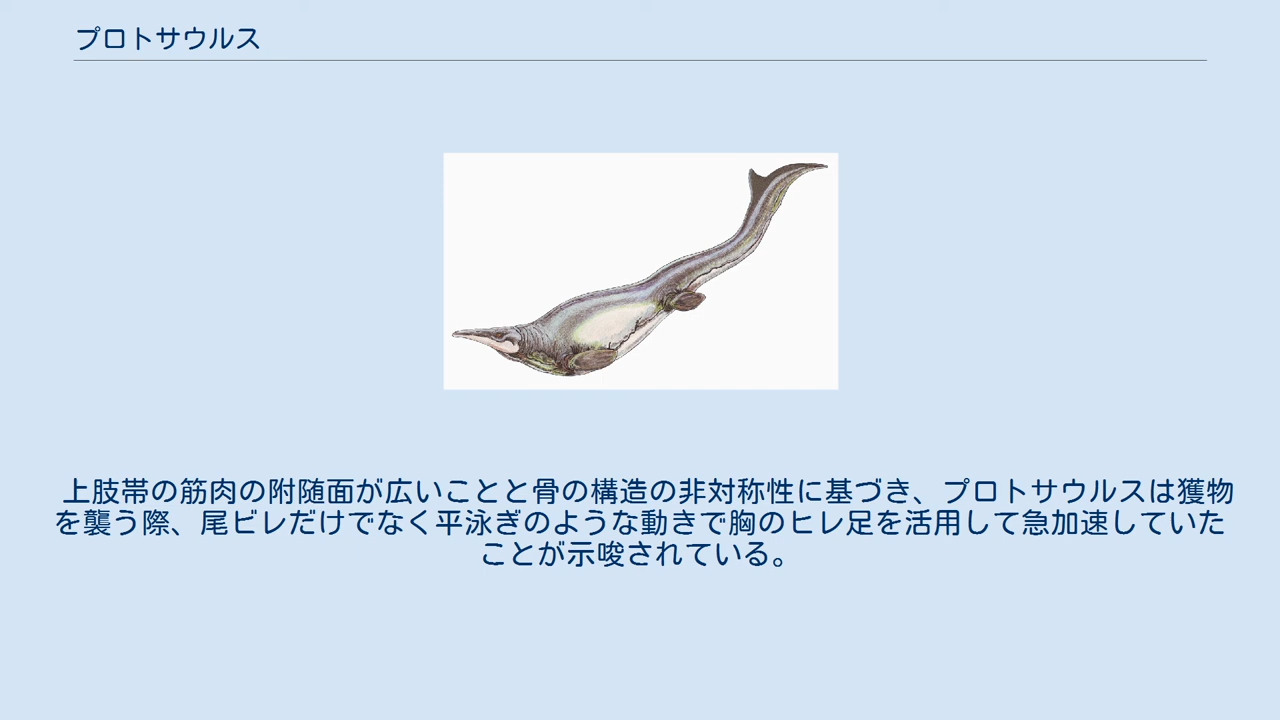 プロトサウルス
上肢帯の筋肉の附随面が広いことと骨の構造の非対称性に基づき、プロトサウルスは獲物
を襲う際、尾ビレだけでなく平泳ぎのような動きで胸のヒレ足を活用して急加速していた
ことが示唆されている。